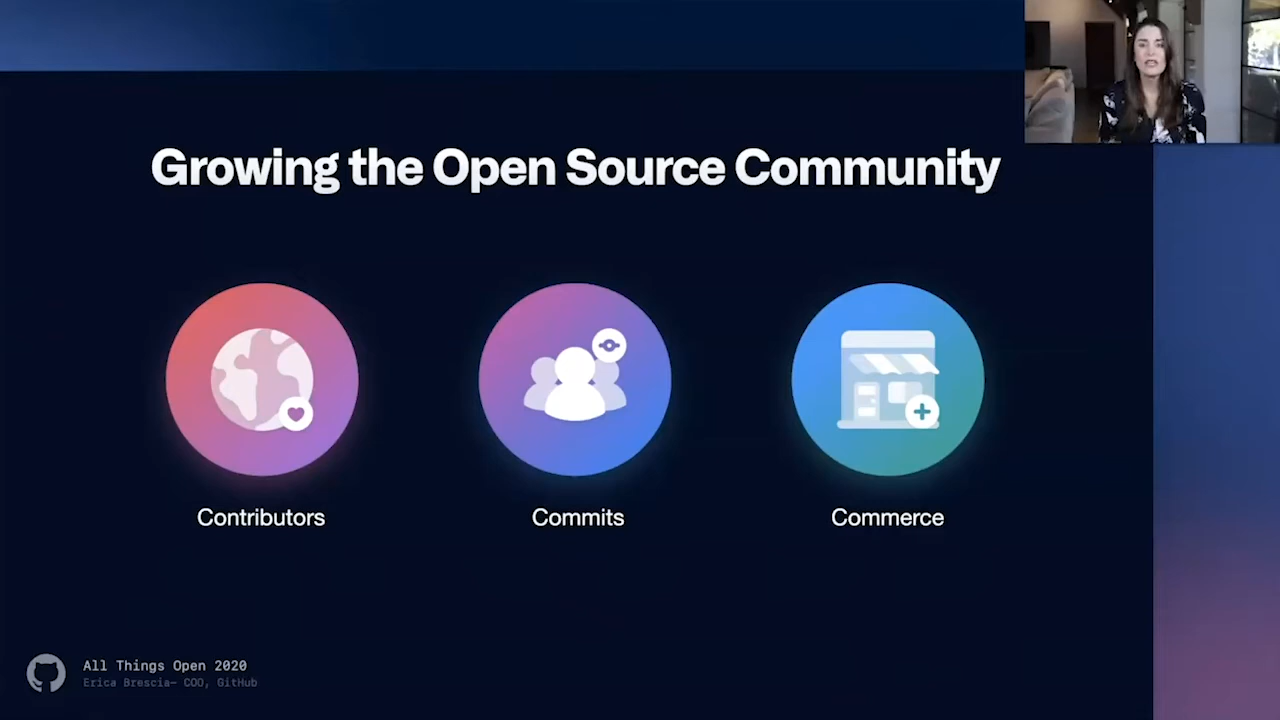 Growing the Open Source Community
Contributors
Commits
Commerce
All Things Open 2020
Erica Brescia– COO, GitHub